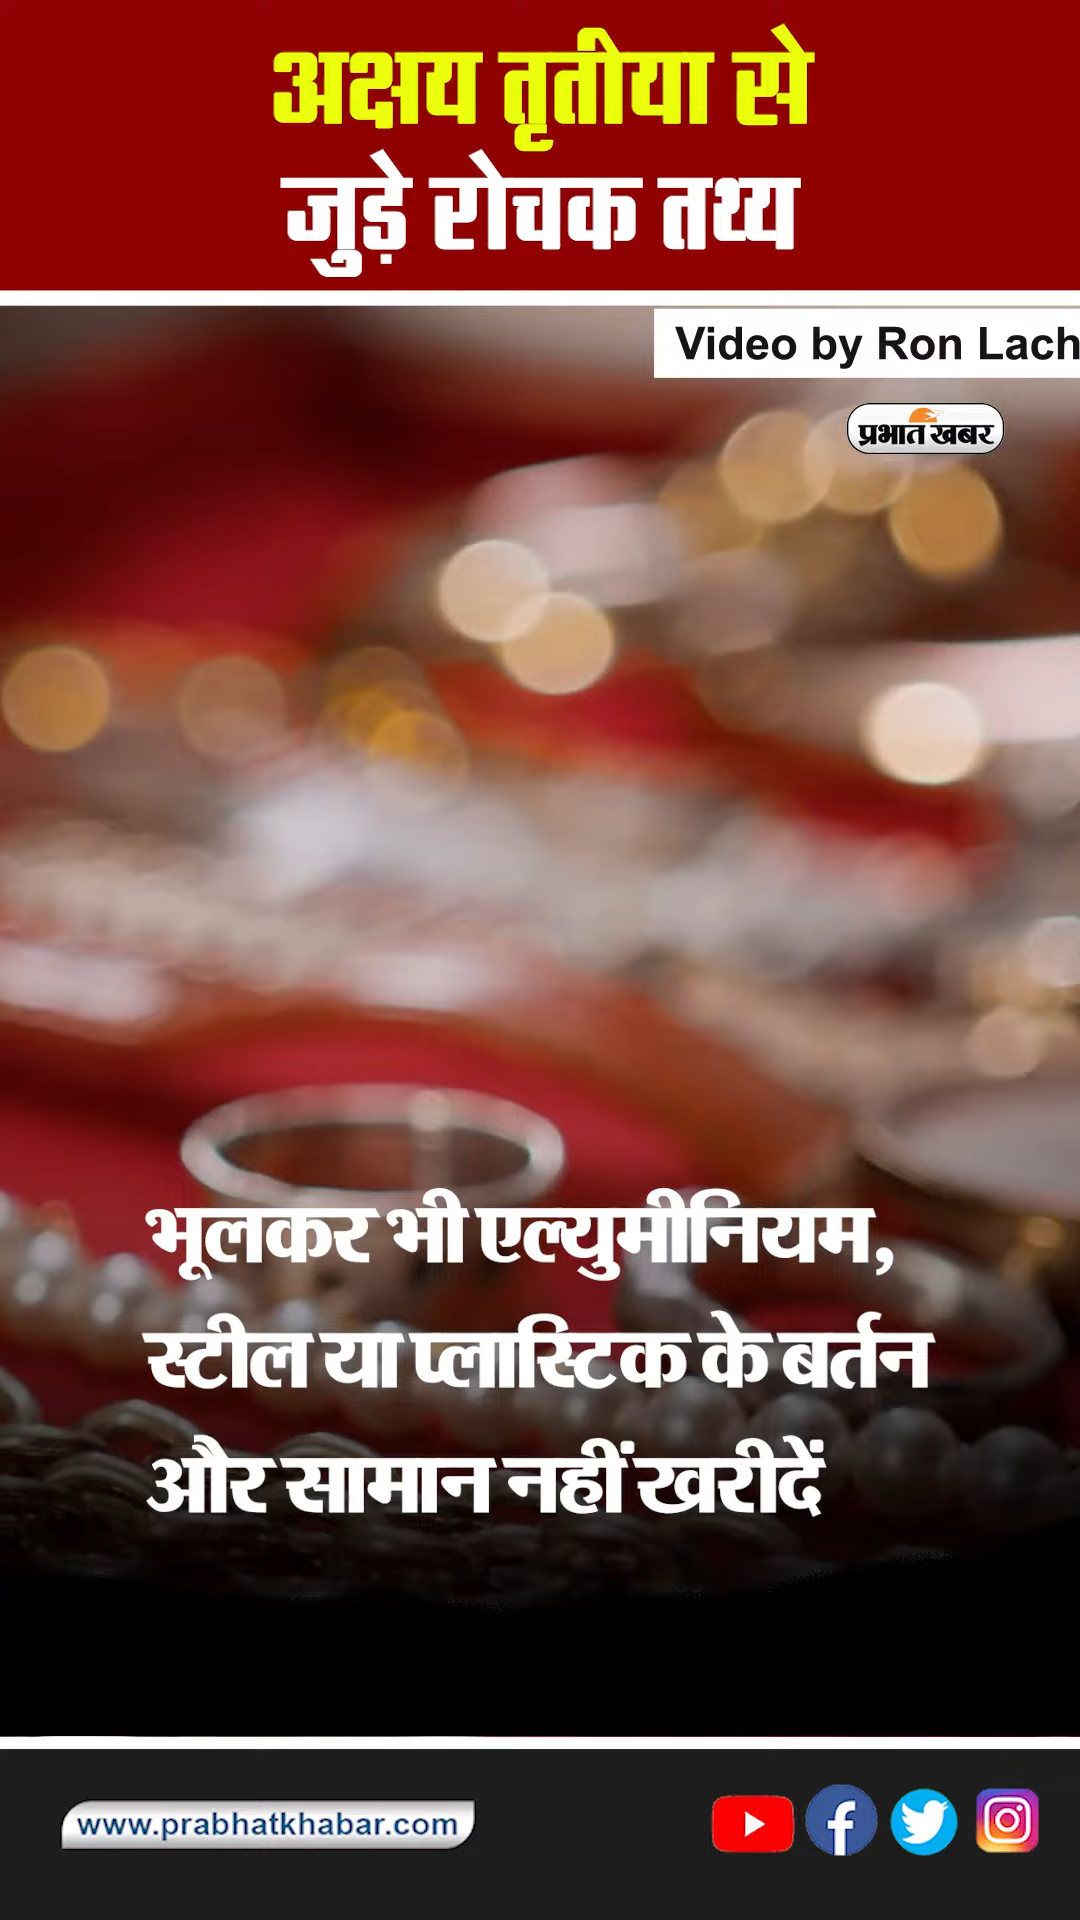 अक्षय तृतीया से
जुड़े रोचक तथ्य
Video by Ron Lach
प्रभात खबर
भूलकर भी एल्युमीनियम,
स्टील या प्लास्टिक के बर्तन
और सामान नहीं खरीदें
www.prabhatkhabar.com